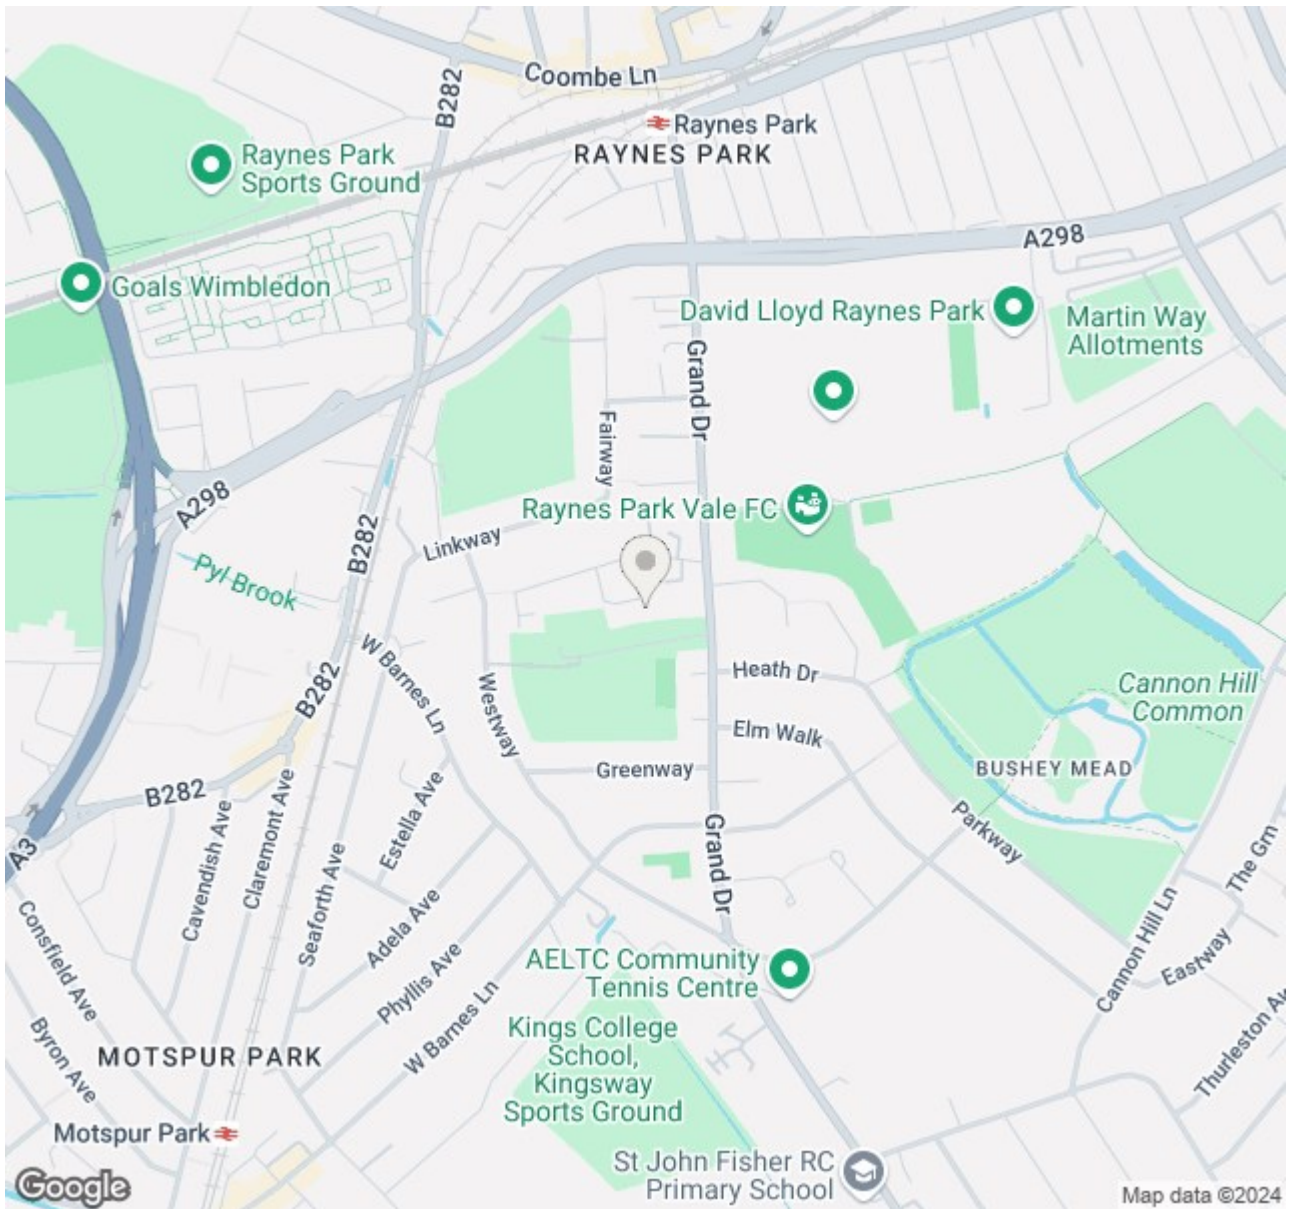 Coombe Ln
B282
Raynes Park
RAYNES PARK
Raynes Park
Sports Ground
A298
Goals Wimbledon
David Lloyd Raynes Park
Martin Way
Allotments
Grand Dr
Fairway
A298
Raynes Park Vale FC
B282
Linkway
Pyl Brook
W Barnes Ln
B282
Westway
Heath Dr
Cannon Hill
Common
Elm Walk
Greenway
BUSHEY MEAD
B282
Cavendish Ave
Claremont Ave
Estella Ave
Grand Dr
Parkway
The Grn
A3
Seaforth Ave
Adela Ave
Consfield Ave
Phyllis Ave
Cannon Hill Ln
Eastway
AELTC Community
Tennis Centre
W Barnes Ln
Kings College
School,
Kingsway
Sports Ground
Byron Ave
MOTSPUR PARK
Thurleston Av
Motspur Park
St John Fisher RC
Primary School
Google
Map data ©2024